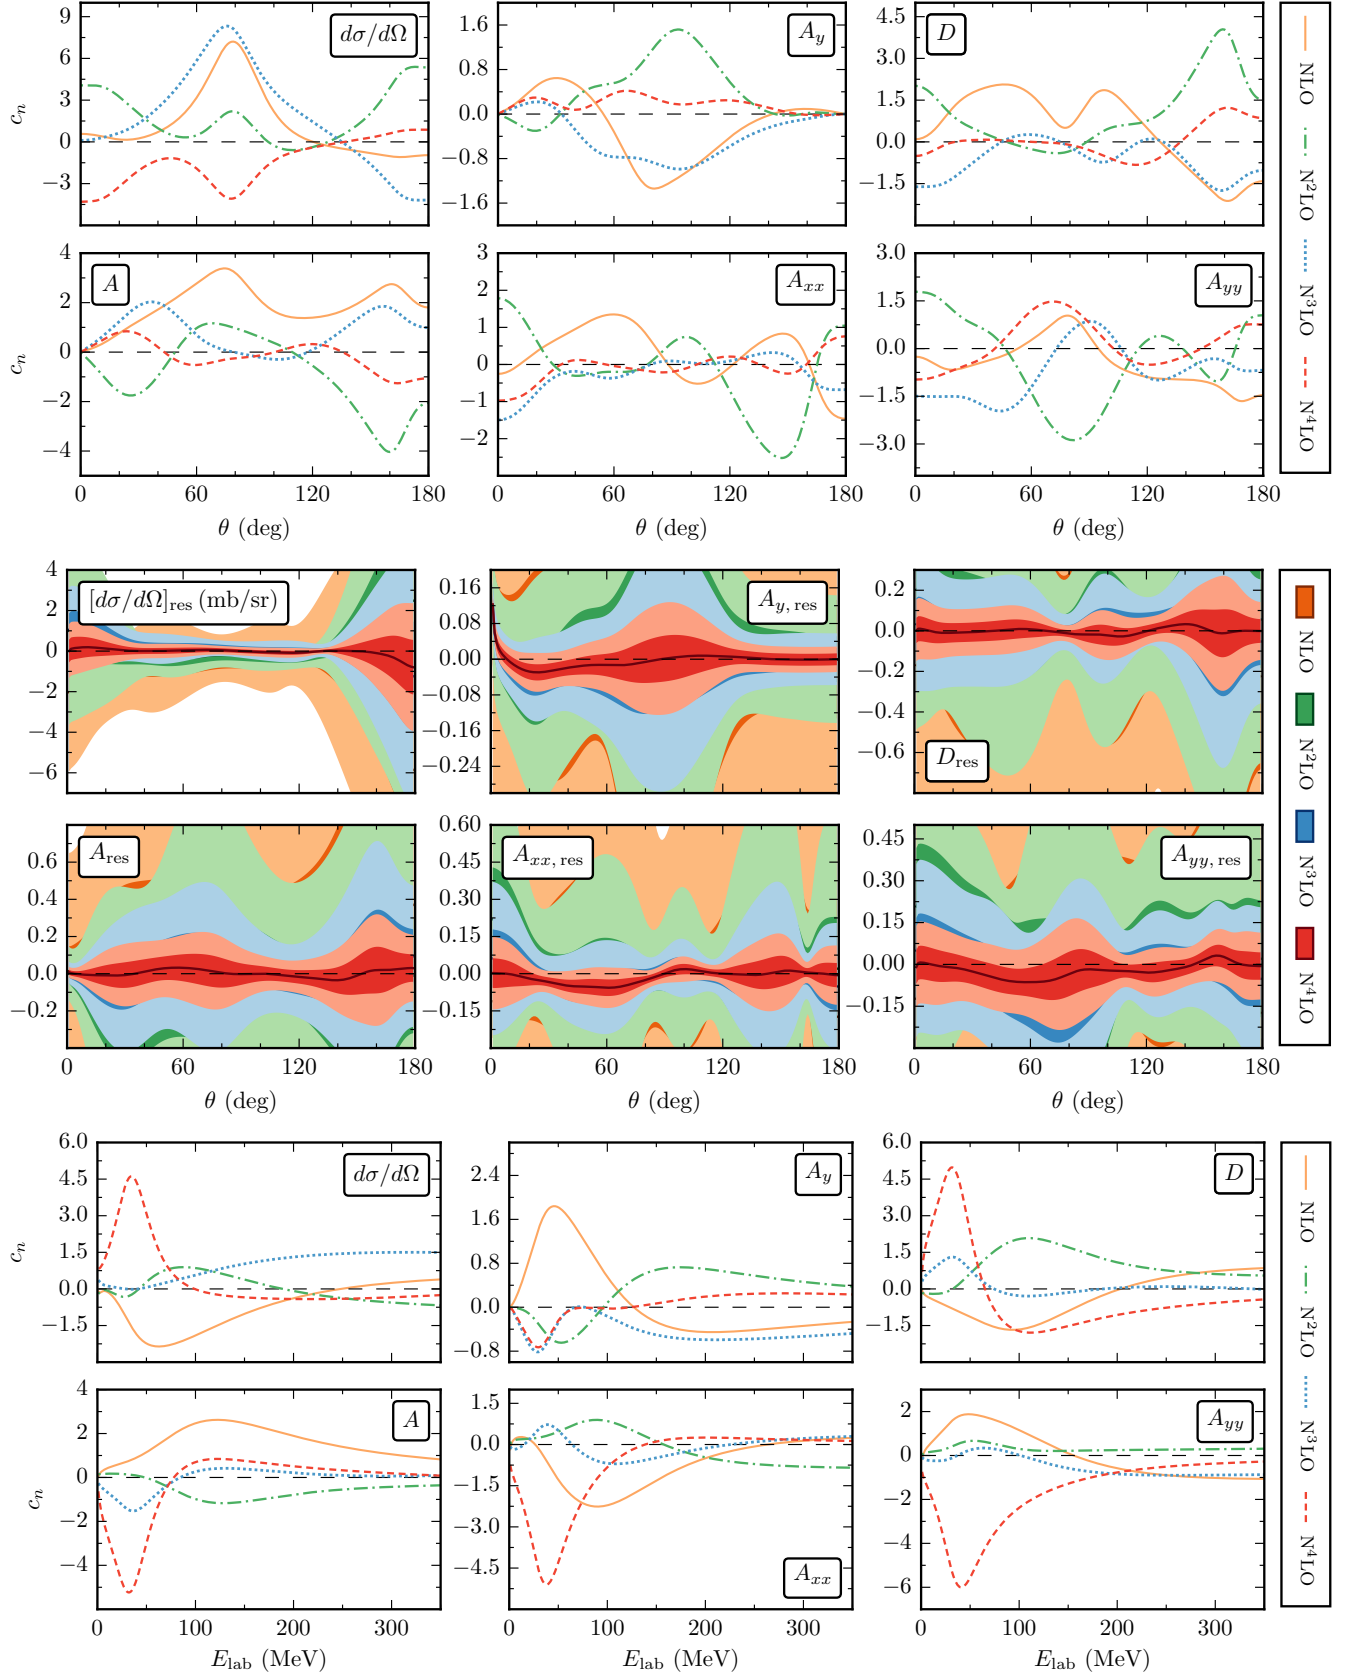 9
6
3
0
−3
c_n
dσ/dΩ
1.6
0.8
0.0
−0.8
−1.6
A_y
4.5
3.0
1.5
0.0
−1.5
D
4
2
0
−2
−4
c_n
A
0 60 120 180
θ (deg)
3
2
1
0
−1
−2
A_xx
0 60 120 180
θ (deg)
3.0
1.5
0.0
−1.5
−3.0
A_yy
0 60 120 180
θ (deg)
NLO
N²LO
N³LO
N⁴LO
4
2
0
−2
−4
−6
[dσ/dΩ]_res (mb/sr)
0.16
0.08
0.00
−0.08
−0.16
−0.24
A_y, res
0.2
0.0
−0.2
−0.4
−0.6
D_res
0.6
0.4
0.2
0.0
−0.2
A_res
0 60 120 180
θ (deg)
0.60
0.45
0.30
0.15
0.00
−0.15
A_xx, res
0 60 120 180
θ (deg)
0.45
0.30
0.15
0.00
−0.15
A_yy, res
0 60 120 180
θ (deg)
NLO
N²LO
N³LO
N⁴LO
6.0
4.5
3.0
1.5
0.0
−1.5
c_n
dσ/dΩ
2.4
1.6
0.8
0.0
−0.8
A_y
6.0
4.5
3.0
1.5
0.0
−1.5
D
4
2
0
−2
−4
c_n
A
0 100 200 300
E_lab (MeV)
1.5
0.0
−1.5
−3.0
−4.5
A_xx
0 100 200 300
E_lab (MeV)
2
0
−2
−4
−6
A_yy
0 100 200 300
E_lab (MeV)
NLO
N²LO
N³LO
N⁴LO